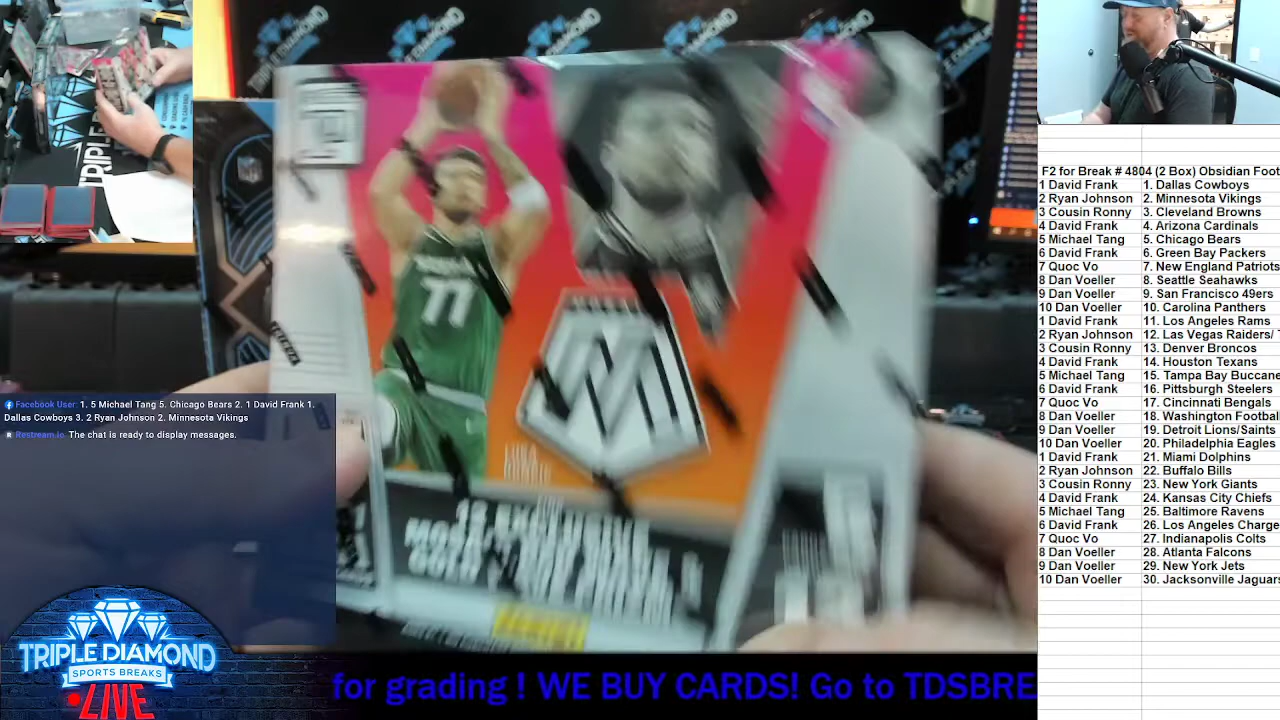 F2 for Break # 4804 (2 Box) Obsidian Foot
1 David Frank 1. Dallas Cowboys
2 Ryan Johnson 2. Minnesota Vikings
3 Cousin Ronny 3. Cleveland Browns
4 David Frank 4. Arizona Cardinals
5 Michael Tang 5. Chicago Bears
6 David Frank 6. Green Bay Packers
7 Quoc Vo 7. New England Patriots
8 Dan Voeller 8. Seattle Seahawks
9 Dan Voeller 9. San Francisco 49ers
10 Dan Voeller 10. Carolina Panthers
1 David Frank 11. Los Angeles Rams
2 Ryan Johnson 12. Las Vegas Raiders/
3 Cousin Ronny 13. Denver Broncos
4 David Frank 14. Houston Texans
5 Michael Tang 15. Tampa Bay Buccane
6 David Frank 16. Pittsburgh Steelers
7 Quoc Vo 17. Cincinnati Bengals
8 Dan Voeller 18. Washington Footbal
9 Dan Voeller 19. Detroit Lions/Saints
10 Dan Voeller 20. Philadelphia Eagles
1 David Frank 21. Miami Dolphins
2 Ryan Johnson 22. Buffalo Bills
3 Cousin Ronny 23. New York Giants
4 David Frank 24. Kansas City Chiefs
5 Michael Tang 25. Baltimore Ravens
6 David Frank 26. Los Angeles Charge
7 Quoc Vo 27. Indianapolis Colts
8 Dan Voeller 28. Atlanta Falcons
9 Dan Voeller 29. New York Jets
10 Dan Voeller 30. Jacksonville Jaguars
TRIPLE DIAMOND
NFL
77
LUKA
12 EXCLUSIVE
PANINI
Facebook User: 1. 5 Michael Tang 5. Chicago Bears 2. 1 David Frank 1.
Dallas Cowboys 3. 2 Ryan Johnson 2. Minnesota Vikings
Restream.io The chat is ready to display messages.
TRIPLE DIAMOND
SPORTS BREAKS
LIVE
for grading ! WE BUY CARDS! Go to TDSBRE